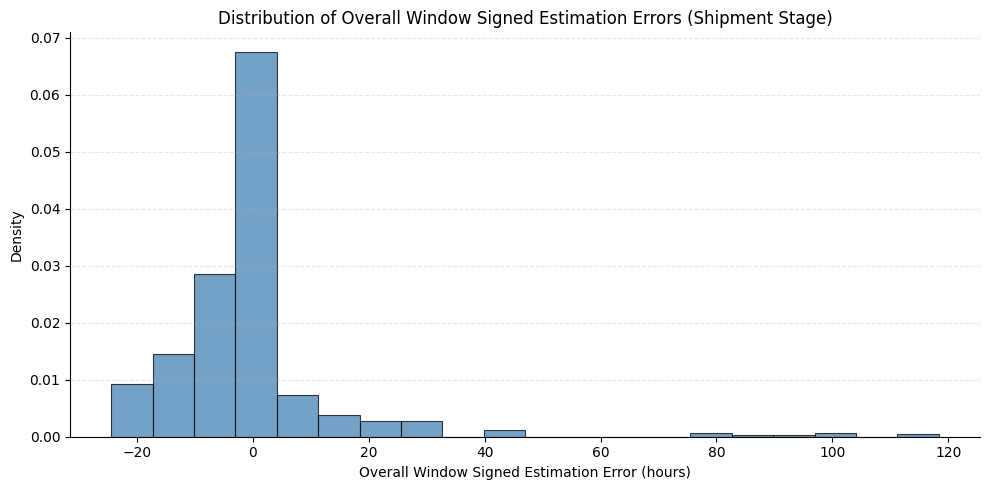 Distribution of Overall Window Signed Estimation Errors (Shipment Stage)
0.07
0.06
0.05
0.04
0.03
0.02
0.01
0.00
Density
−20 0 20 40 60 80 100 120
Overall Window Signed Estimation Error (hours)